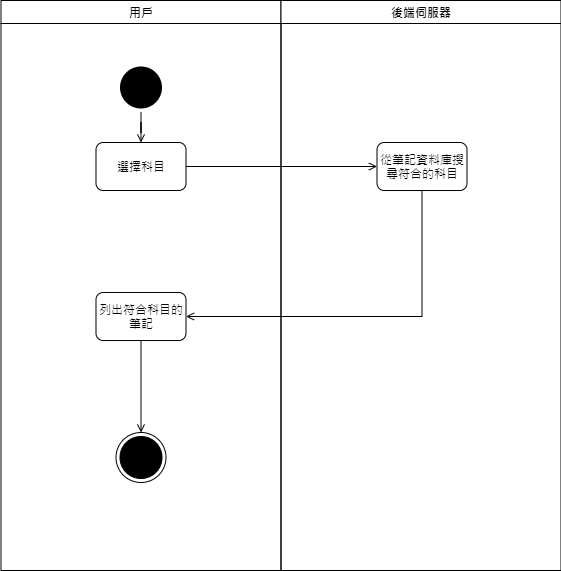 用戶
後端伺服器
選擇科目
從筆記資料庫搜
尋符合的科目
列出符合科目的
筆記